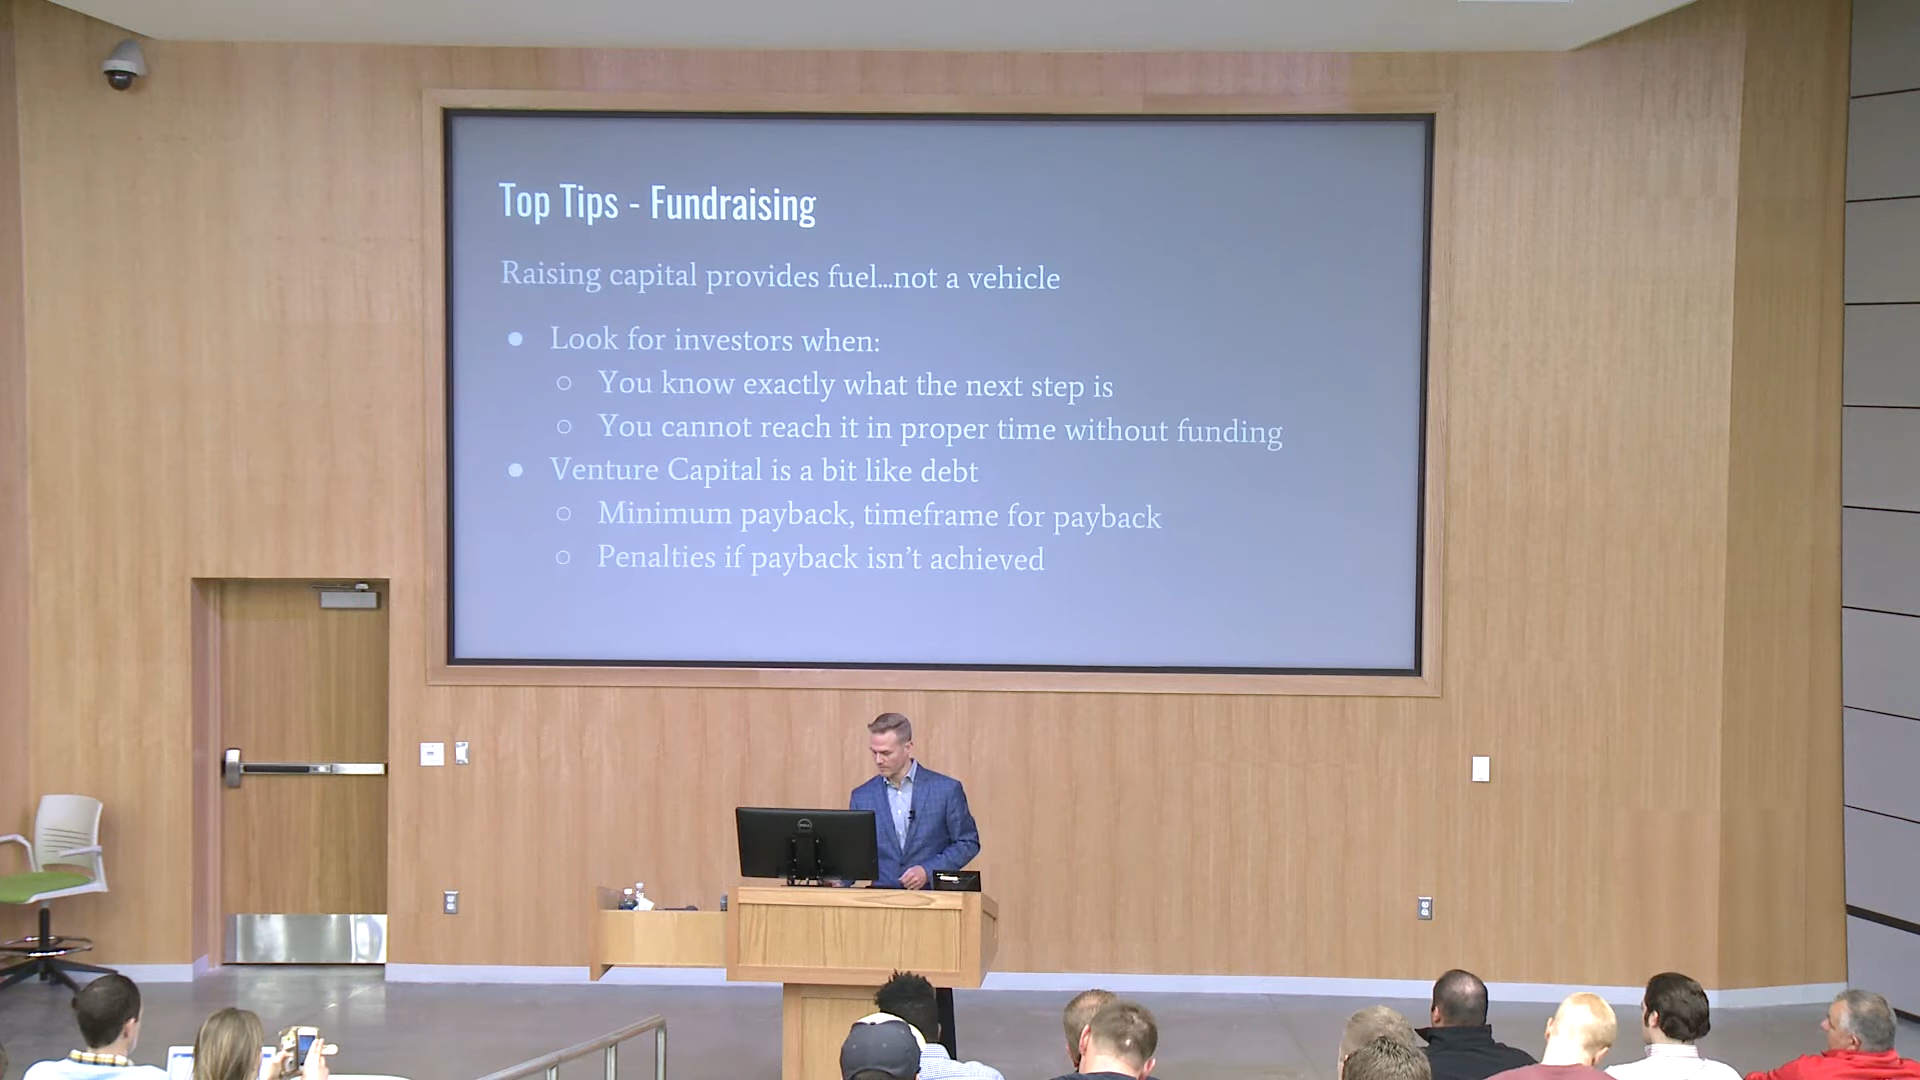 Top Tips - Fundraising
Raising capital provides fuel...not a vehicle
● Look for investors when:
○ You know exactly what the next step is
○ You cannot reach it in proper time without funding
● Venture Capital is a bit like debt
○ Minimum payback, timeframe for payback
○ Penalties if payback isn't achieved